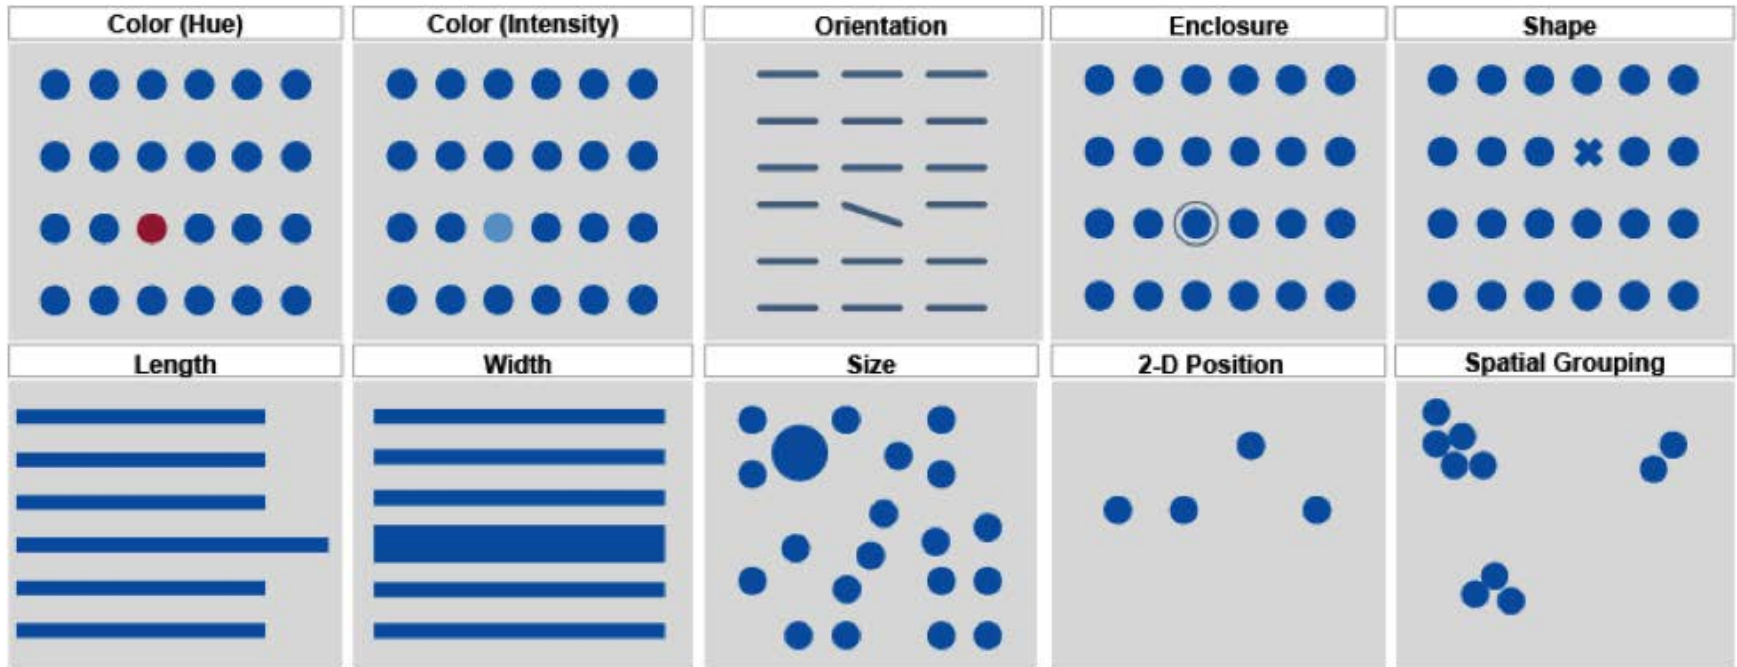 Color (Hue)
Color (Intensity)
Orientation
Enclosure
Shape
Length
Width
Size
2-D Position
Spatial Grouping